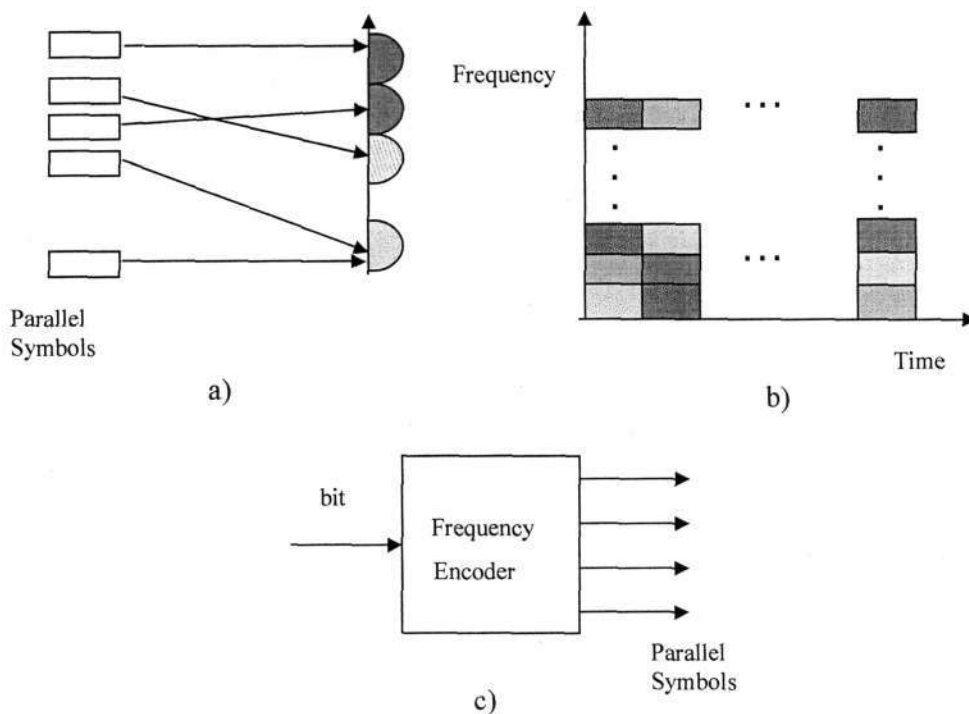 Frequency
Parallel
Symbols
Time
a)
b)
bit
Frequency
Encoder
Parallel
Symbols
c)